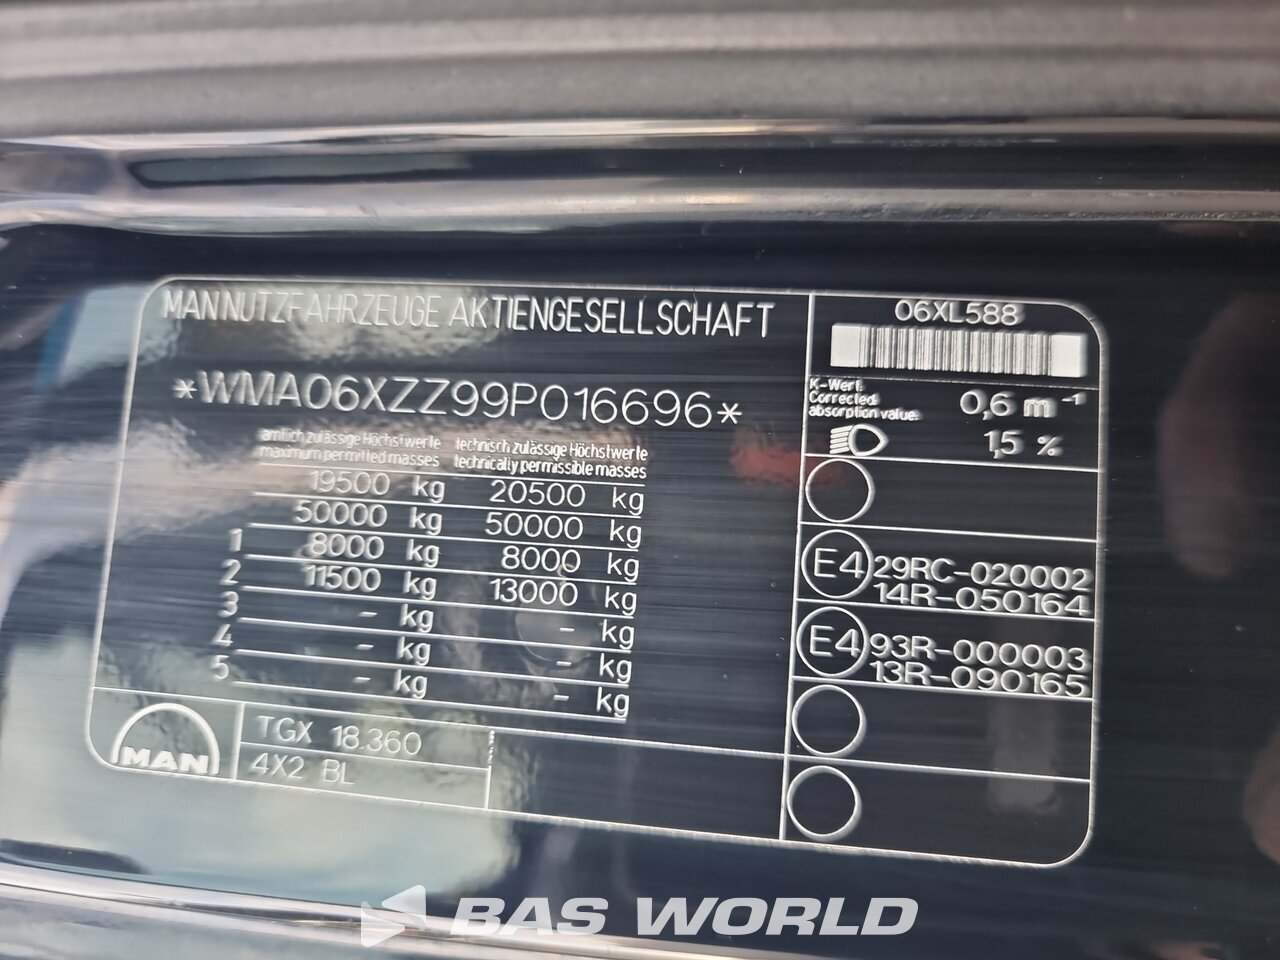 MAN NUTZFAHRZEUGE AKTIENGESELLSCHAFT
*WMA06XZZ99P016696*
amtlich zulässige Höchstwerte technisch zulässige Höchstwerte
maximum permitted masses technically permissible masses
19500 kg 20500 kg
50000 kg 50000 kg
1 8000 kg 8000 kg
2 11500 kg 13000 kg
3 - kg - kg
4 - kg - kg
5 - kg - kg
MAN
TGX 18.360
4X2 BL
06XL588
K-Wert:
Corrected
absorption value:
0,6 m⁻¹
1,5 %
E4 29RC-020002
14R-050164
E4 93R-000003
13R-090165
BAS WORLD